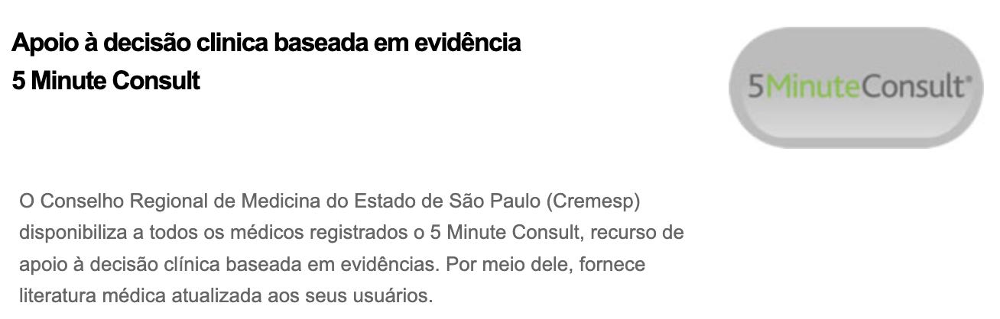 Apoio à decisão clinica baseada em evidência
5 Minute Consult
5MinuteConsult®
O Conselho Regional de Medicina do Estado de São Paulo (Cremesp)
disponibiliza a todos os médicos registrados o 5 Minute Consult, recurso de
apoio à decisão clínica baseada em evidências. Por meio dele, fornece
literatura médica atualizada aos seus usuários.